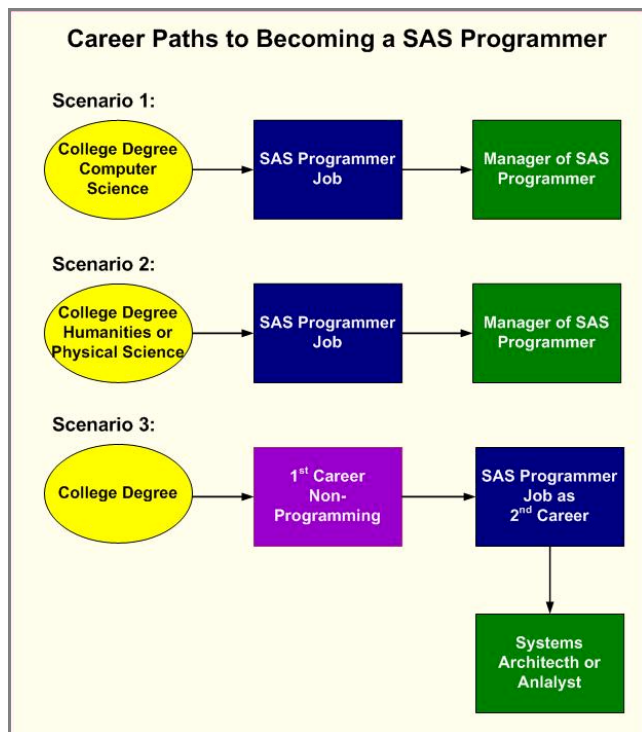 Career Paths to Becoming a SAS Programmer
Scenario 1:
College Degree
Computer
Science
SAS Programmer
Job
Manager of SAS
Programmer
Scenario 2:
College Degree
Humanities or
Physical Science
SAS Programmer
Job
Manager of SAS
Programmer
Scenario 3:
College Degree
1st Career
Non-
Programming
SAS Programmer
Job as
2nd Career
Systems
Architecth or
Anlalyst